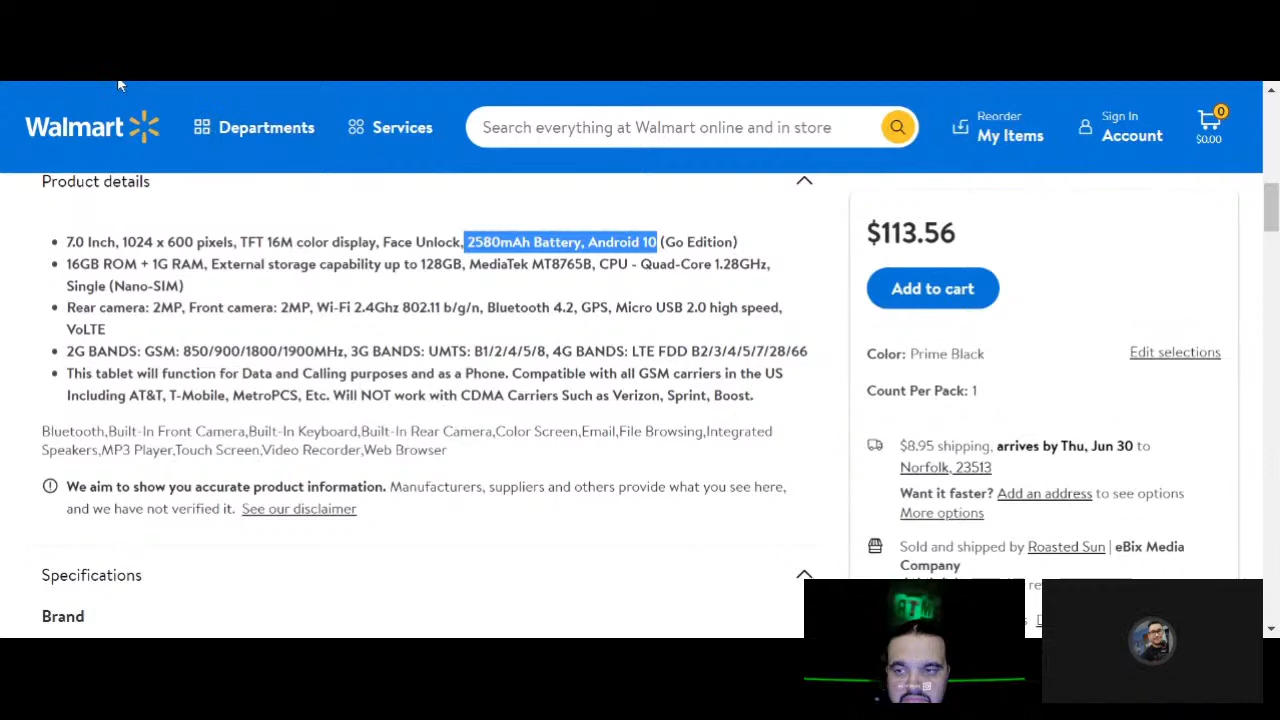 Walmart
Departments
Services
Search everything at Walmart online and in store
Reorder
My Items
Sign In
Account
0
$0.00
Product details
7.0 Inch, 1024 x 600 pixels, TFT 16M color display, Face Unlock, 2580mAh Battery, Android 10 (Go Edition)
16GB ROM + 1G RAM, External storage capability up to 128GB, MediaTek MT8765B, CPU - Quad-Core 1.28GHz,
Single (Nano-SIM)
Rear camera: 2MP, Front camera: 2MP, Wi-Fi 2.4Ghz 802.11 b/g/n, Bluetooth 4.2, GPS, Micro USB 2.0 high speed,
VoLTE
2G BANDS: GSM: 850/900/1800/1900MHz, 3G BANDS: UMTS: B1/2/4/5/8, 4G BANDS: LTE FDD B2/3/4/5/7/28/66
This tablet will function for Data and Calling purposes and as a Phone. Compatible with all GSM carriers in the US
Including AT&T, T-Mobile, MetroPCS, Etc. Will NOT work with CDMA Carriers Such as Verizon, Sprint, Boost.
Bluetooth,Built-In Front Camera,Built-In Keyboard,Built-In Rear Camera,Color Screen,Email,File Browsing,Integrated
Speakers,MP3 Player,Touch Screen,Video Recorder,Web Browser
We aim to show you accurate product information. Manufacturers, suppliers and others provide what you see here,
and we have not verified it. See our disclaimer
Specifications
Brand
$113.56
Add to cart
Color: Prime Black
Edit selections
Count Per Pack: 1
$8.95 shipping, arrives by Thu, Jun 30 to
Norfolk, 23513
Want it faster? Add an address to see options
More options
Sold and shipped by Roasted Sun | eBix Media
Company